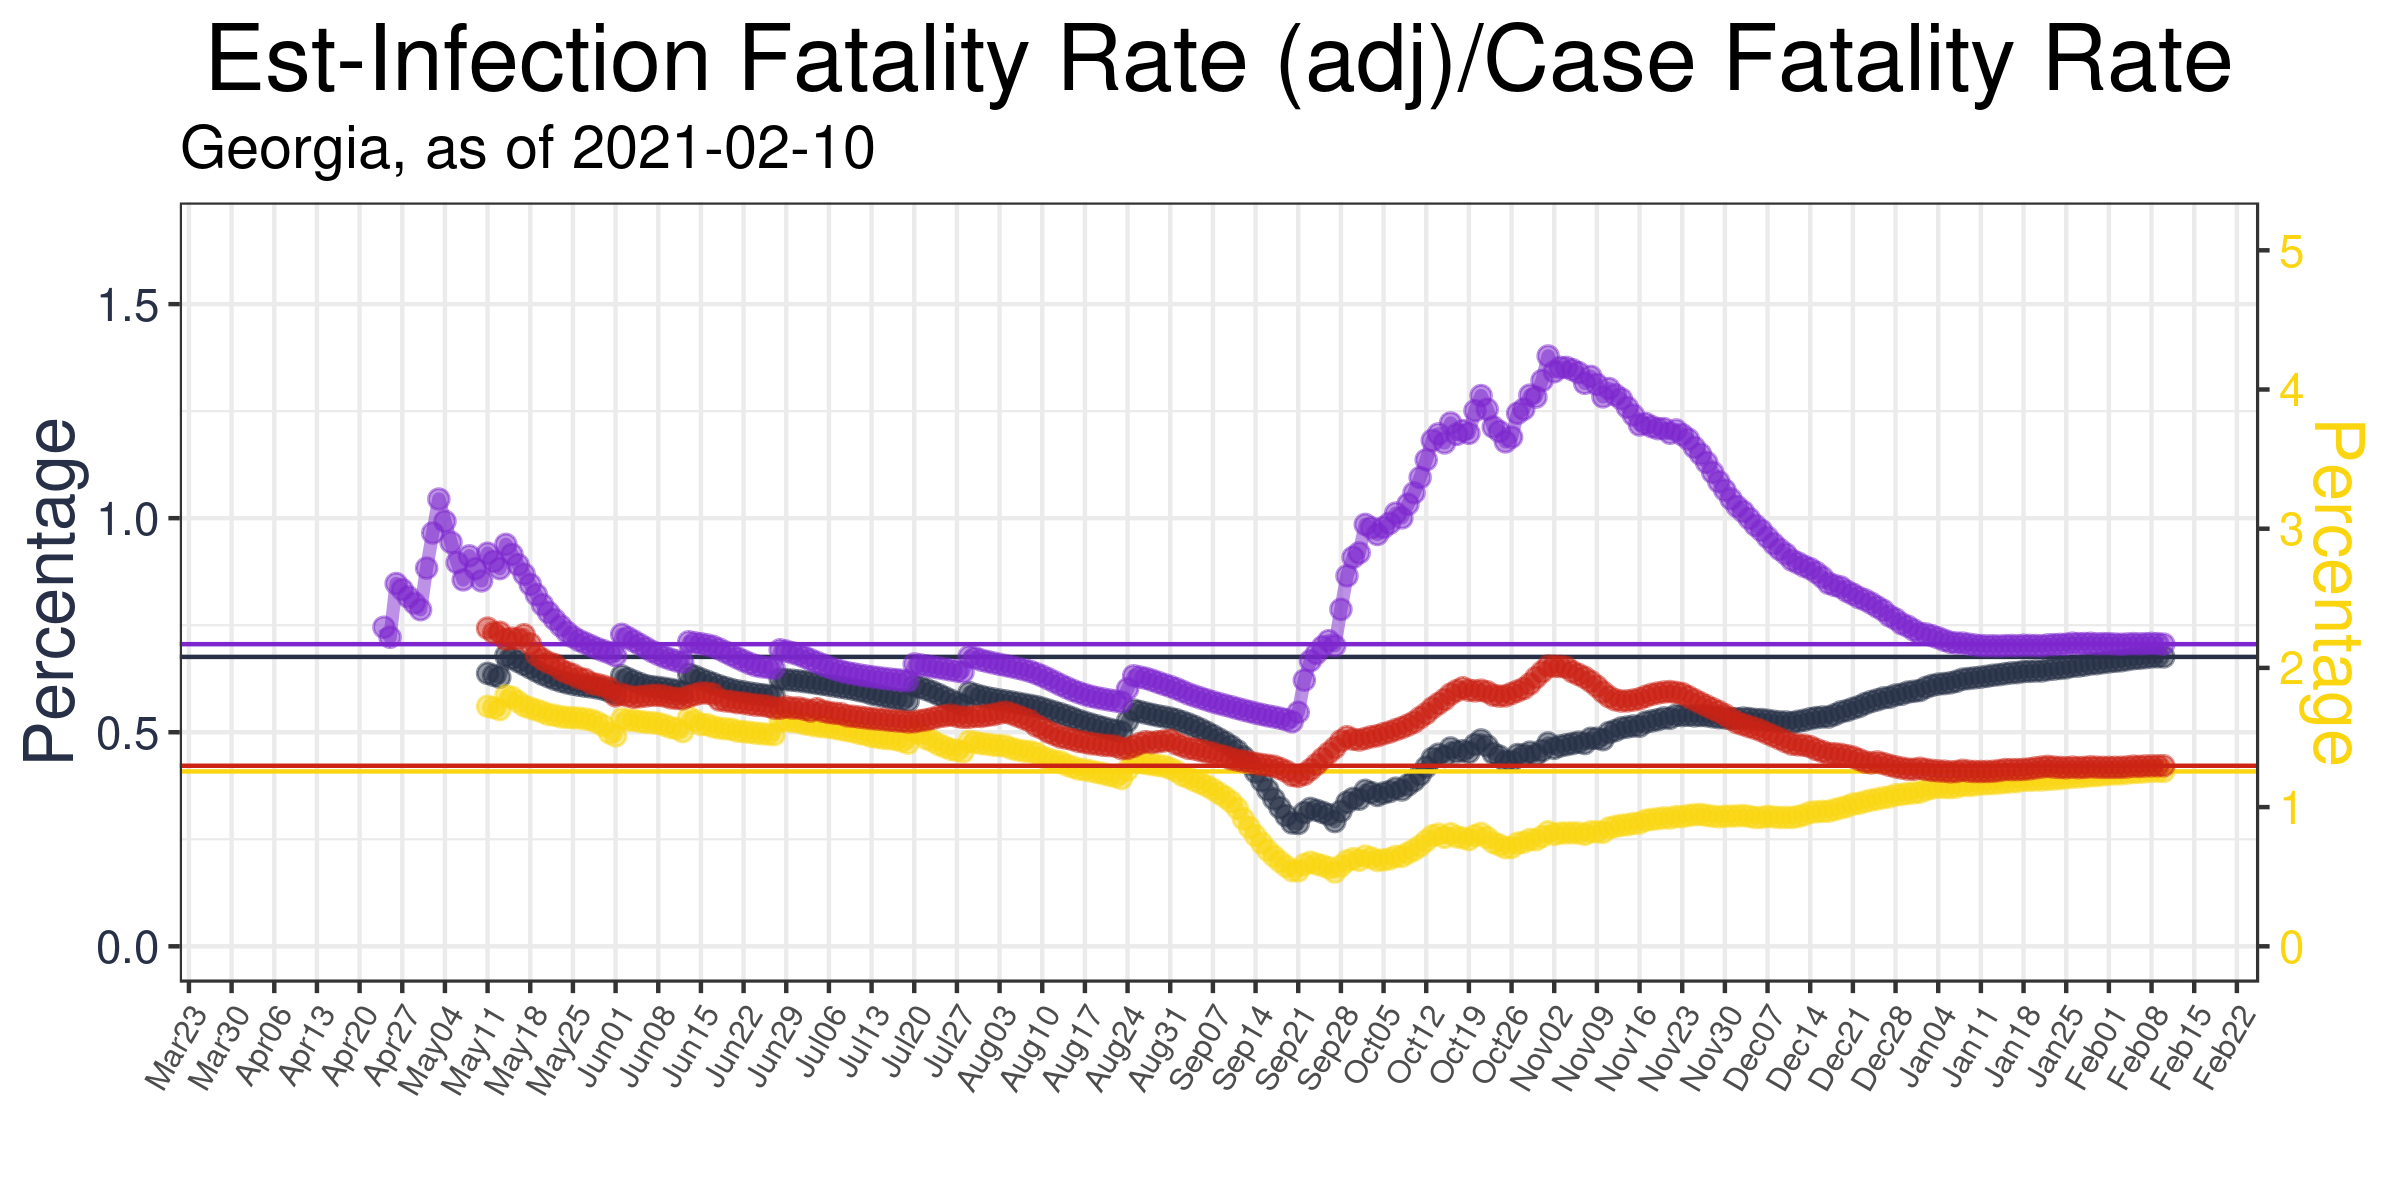 Est-Infection Fatality Rate (adj)/Case Fatality Rate
Georgia, as of 2021-02-10
Percentage
1.5
1.0
0.5
0.0
5
4
3
2
1
0
Percentage
Mar23 Mar30 Apr06 Apr13 Apr20 Apr27 May04 May11 May18 May25 Jun01 Jun08 Jun15 Jun22 Jun29 Jul06 Jul13 Jul20 Jul27 Aug03 Aug10 Aug17 Aug24 Aug31 Sep07 Sep14 Sep21 Sep28 Oct05 Oct12 Oct19 Oct26 Nov02 Nov09 Nov16 Nov23 Nov30 Dec07 Dec14 Dec21 Dec28 Jan04 Jan11 Jan18 Jan25 Feb01 Feb08 Feb15 Feb22